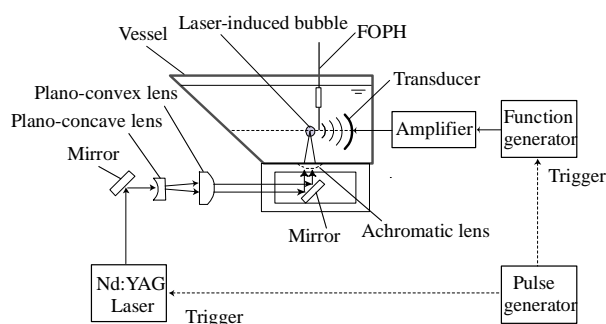 Laser-induced bubble
Vessel
FOPH
Transducer
Plano-convex lens
Plano-concave lens
Mirror
Amplifier
Function
generator
Trigger
Achromatic lens
Mirror
Nd:YAG
Laser
Trigger
Pulse
generator